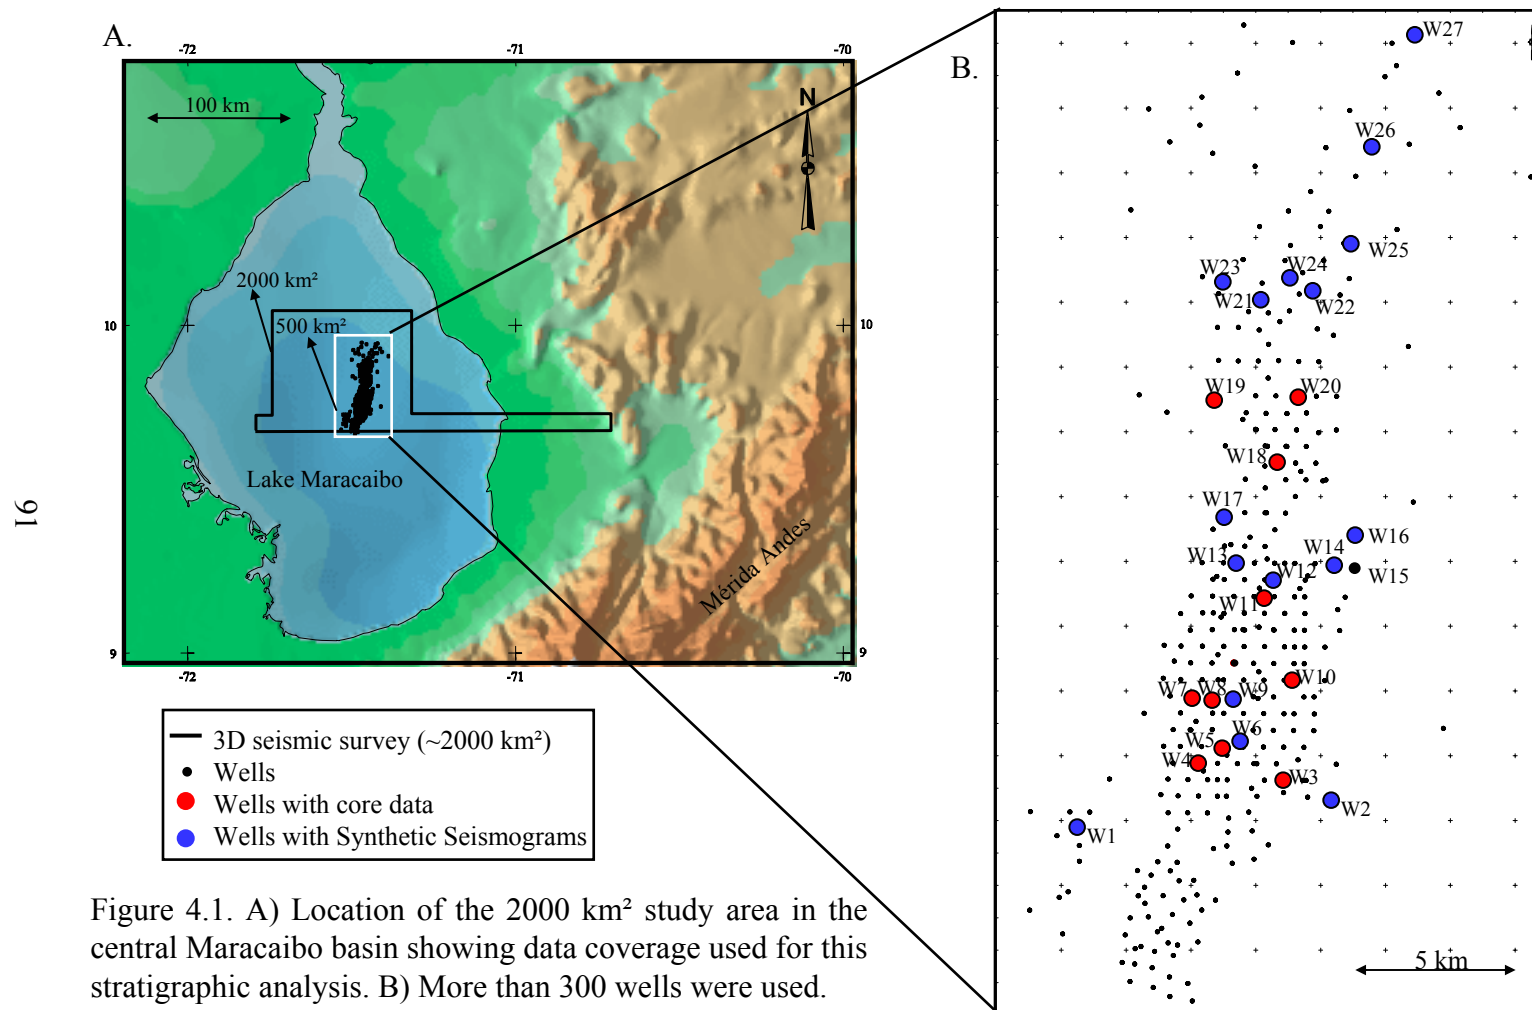 A.
-72
-71
-70
100 km
N
2000 km²
500 km²
10
10
Lake Maracaibo
Mérida Andes
9
9
-72
-71
-70
91
3D seismic survey (~2000 km²)
Wells
Wells with core data
Wells with Synthetic Seismograms
Figure 4.1. A) Location of the 2000 km² study area in the
central Maracaibo basin showing data coverage used for this
stratigraphic analysis. B) More than 300 wells were used.
B.
W27
W26
W25
W23
W24
W21
W22
W19
W20
W18
W17
W16
W13
W14
W12
W15
W11
W10
W7
W8
W9
W6
W5
W4
W3
W2
W1
5 km